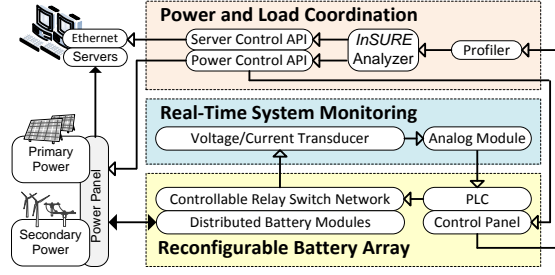 Power and Load Coordination
Ethernet
Servers
Server Control API
Power Control API
InSURE
Analyzer
Profiler
Real-Time System Monitoring
Voltage/Current Transducer
Analog Module
Primary
Power
Power Panel
Secondary
Power
Controllable Relay Switch Network
Distributed Battery Modules
PLC
Control Panel
Reconfigurable Battery Array